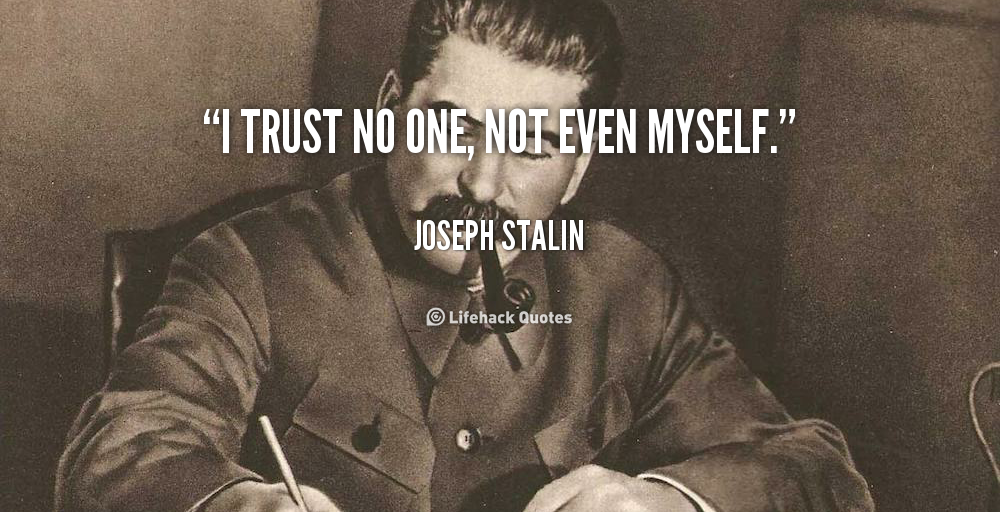 “I TRUST NO ONE, NOT EVEN MYSELF.”
JOSEPH STALIN
Lifehack Quotes